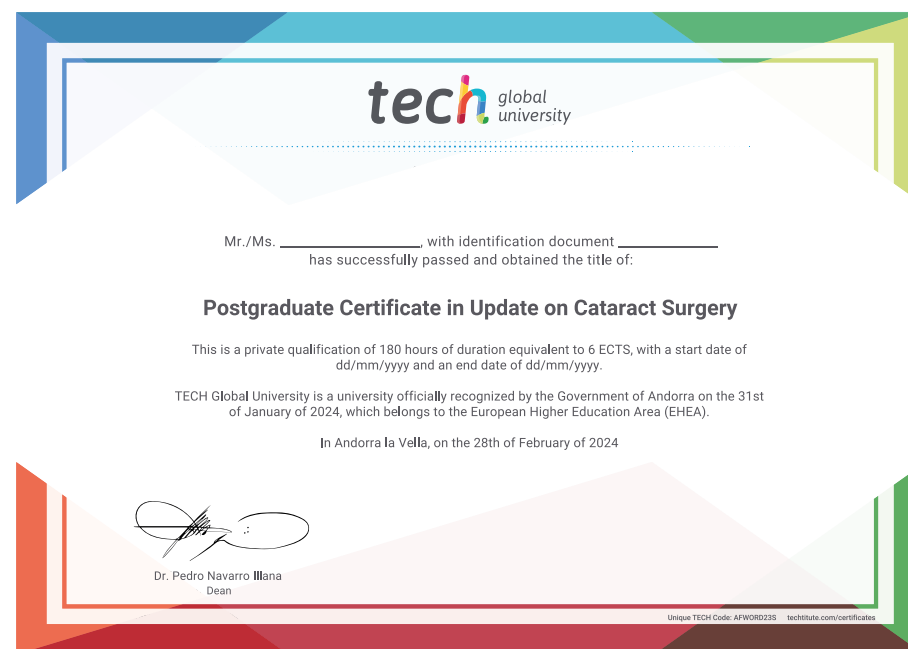 tech global university
Mr./Ms. ____________________, with identification document ______________
has successfully passed and obtained the title of:
Postgraduate Certificate in Update on Cataract Surgery
This is a private qualification of 180 hours of duration equivalent to 6 ECTS, with a start date of
dd/mm/yyyy and an end date of dd/mm/yyyy.
TECH Global University is a university officially recognized by the Government of Andorra on the 31st
of January of 2024, which belongs to the European Higher Education Area (EHEA).
In Andorra la Vella, on the 28th of February of 2024
Dr. Pedro Navarro Illana
Dean
Unique TECH Code: AFWORD23S techtitute.com/certificates